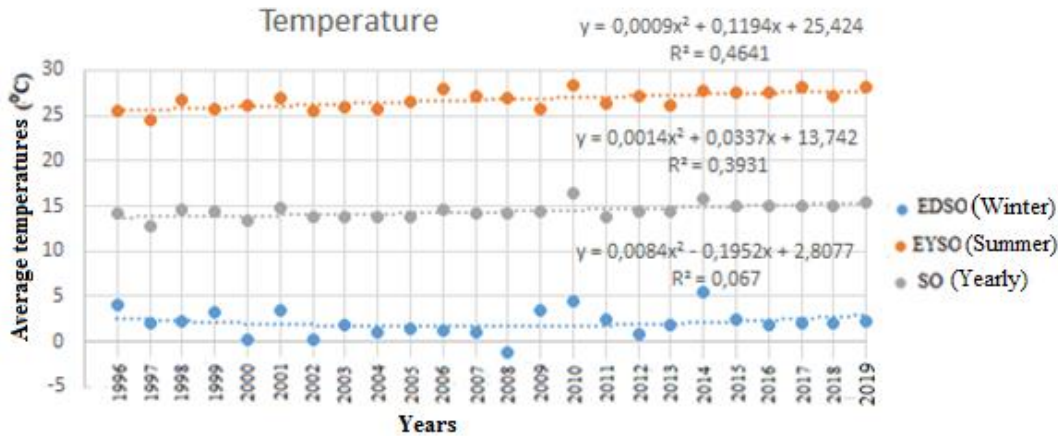 Temperature
y = -0,0009x² + 0,1194x + 25,424
R² = 0,4641
y = 0,0014x² + 0,0337x + 13,742
R² = 0,3931
y = 0,0084x² - 0,1952x + 2,8077
R² = 0,067
Average temperatures (⁰C)
30
25
20
15
10
5
0
-5
1996 1997 1998 1999 2000 2001 2002 2003 2004 2005 2006 2007 2008 2009 2010 2011 2012 2013 2014 2015 2016 2017 2018 2019
Years
EDSO (Winter)
EYSO (Summer)
SO (Yearly)